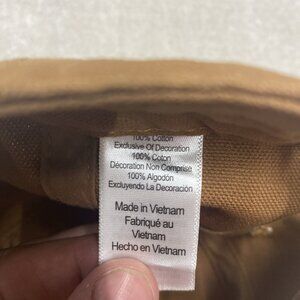 100% Cotton
Exclusive Of Decoration
100% Coton
Décoration Non Comprise
100% Algodon
Excluyendo La Decoración
Made in Vietnam
Fabriqué au
Vietnam
Hecho en Vietnam